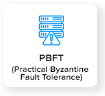 PBFT
(Practical Byzantine
Fault Tolerance)